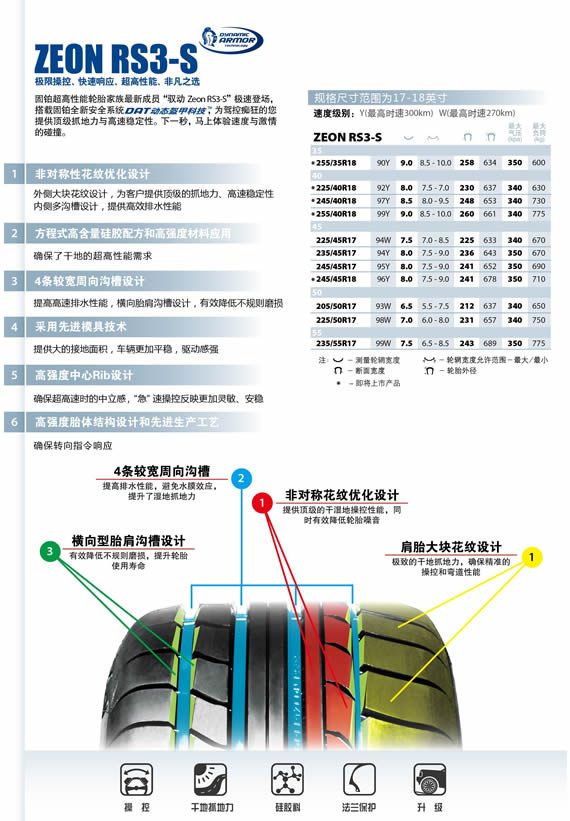 DYNAMIC
ARMOR
TECHNOLOGY
ZEON RS3-S
极限操控、快速响应、超高性能、非凡之选
固铂超高性能轮胎家族最新成员“驭动 Zeon RS3-S”极速登场，
搭载固铂全新安全系统DAT动态盔甲科技，为驾控痴狂的您
提供顶级抓地力与高速稳定性。下一秒，马上体验速度与激情
的碰撞。
1 非对称性花纹优化设计
外侧大块花纹设计，为客户提供顶级的抓地力、高速稳定性
内侧多沟槽设计，提供高效排水性能
2 方程式高含量硅胶配方和高强度材料应用
确保了干地的超高性能需求
3 4条较宽周向沟槽设计
提高高速排水性能，横向胎肩沟槽设计，有效降低不规则磨损
4 采用先进模具技术
提供大的接地面积，车辆更加平稳，驱动感强
5 高强度中心Rib设计
确保超高速时的中立感，“急”速操控反映更加灵敏、安稳
6 高强度胎体结构设计和先进生产工艺
确保转向指令响应
规格尺寸范围为17-18英寸
速度级别： Y(最高时速300km) W(最高时速270km)
ZEON RS3-S 最大气压(kpa) 最大负荷(kg)
35
*255/35R18 90Y 9.0 8.5 - 10.0 258 634 350 600
40
*225/40R18 92Y 8.0 7.5 - 7.0 230 637 340 630
*245/40R18 97Y 8.5 8.0 - 9.5 248 653 340 730
*255/40R18 99Y 9.0 8.5 - 10.0 260 661 340 775
45
225/45R17 94W 7.5 7.0 - 8.5 225 633 340 670
235/45R17 94Y 8.0 7.5 - 9.0 236 643 350 670
245/45R17 95Y 8.0 7.5 - 9.0 241 652 350 690
*245/45R18 96Y 8.0 7.5 - 9.0 241 678 350 710
50
205/50R17 93W 6.5 5.5 - 7.5 212 637 340 650
225/50R17 98W 7.0 6.0 - 8.0 231 657 340 750
55
235/55R17 99W 7.5 6.5 - 8.5 243 689 350 775
注： － 测量轮辋宽度 － 轮辋宽度允许范围－最大/最小
－ 断面宽度 － 轮胎外径
* － 即将上市产品
4条较宽周向沟槽
提高排水性能，避免水膜效应，
提升了湿地抓地力
2
1
非对称花纹优化设计
提供顶级的干湿地操控性能，同
时有效降低轮胎噪音
3
横向型胎肩沟槽设计
有效降低不规则磨损，提升轮胎
使用寿命
肩胎大块花纹设计
极致的干地抓地力，确保精准的
操控和弯道性能
1
操 控
干地抓地力
硅胶料
法兰保护
升 级